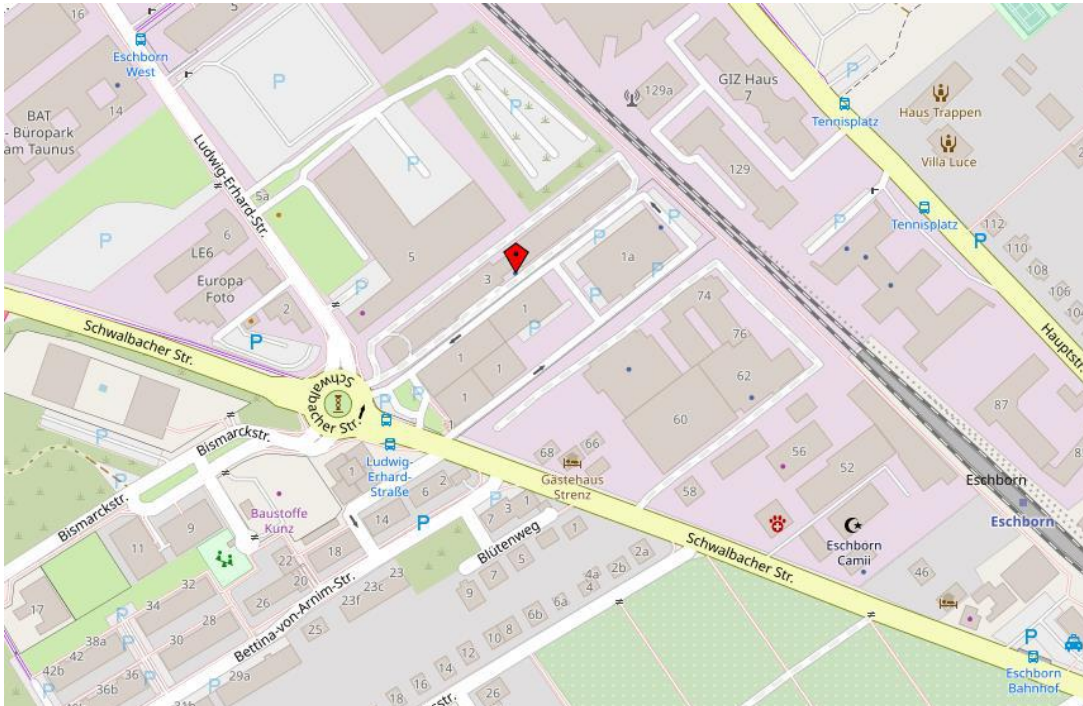 Eschborn
West
14
BAT
- Büropark
am Taunus
Ludwig-Erhard-Str.
5a
6
LE6
Europa
Foto
2
P
5
3
1
1a
1
1
1
129a
GIZ Haus
7
129
P
Tennisplatz
Haus Trappen
Villa Luce
Tennisplatz
P
112
110
108
106
104
Hauptstr.
74
76
62
60
87
Schwalbacher Str.
Schwalbacher Str.
Bismarckstr.
Bismarckstr.
Ludwig-
Erhard-
Straße
68
66
Gästehaus
Strenz
58
56
52
Eschborn
Eschborn
Eschborn
Camii
46
Schwalbacher Str.
Baustoffe
Kunz
1
14
6
2
P
7
3
1
1
Blütenweg
5
7
9
2a
2b
4a
4
6a
6b
8
10
12
14
16
18
26
11
9
17
18
22
20
26
23f
23c
23
25
32
34
28
30
38a
42
42b
36b
29a
31b
Bettina-von-Arnim-Str.
sstr.
P
Eschborn
Bahnhof